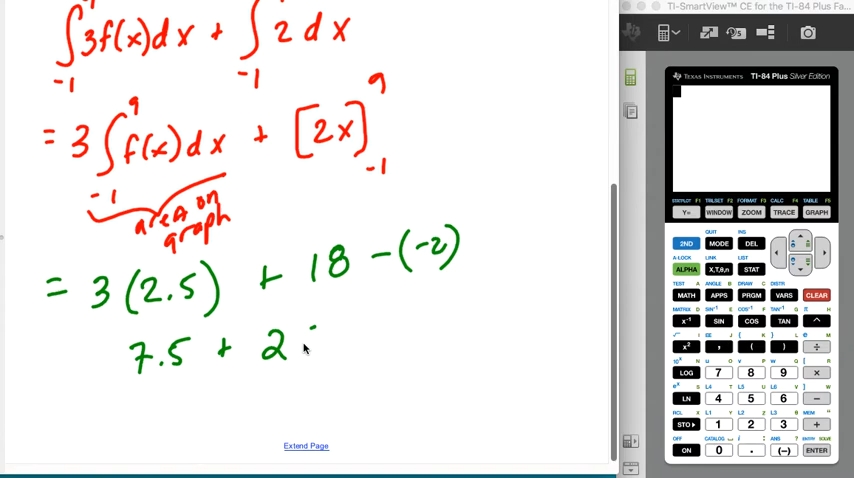 TI-SmartView™ CE for the TI-84 Plus Fa...
∫ 3f(x)dx + ∫ 2 dx
-1 -1
9 9
= 3 ∫ f(x)dx + [2x]
-1 -1
area on
graph
= 3(2.5) + 18 -(-2)
7.5 + 2
Extend Page
TEXAS INSTRUMENTS TI-84 Plus Silver Edition
STATPLOT F1 TBLSET F2 FORMAT F3 CALC F4 TABLE F5
Y= WINDOW ZOOM TRACE GRAPH
QUIT INS
2ND MODE DEL
A-LOCK LINK LIST
ALPHA X,T,θ,n STAT
TEST A ANGLE B DRAW C DISTR
MATH APPS PRGM VARS CLEAR
MATRIX D SIN⁻¹ E COS⁻¹ F TAN⁻¹ G π H
x⁻¹ SIN COS TAN ^
√ I EE J { K } L e M
x² , ( ) ÷
10ˣ N u O v P w Q [ R
LOG 7 8 9 ×
eˣ S L4 T L5 U L6 V ] W
LN 4 5 6 −
RCL X L1 Y L2 Z L3 θ MEM "
STO▸ 1 2 3 +
OFF CATALOG ⎵ i : ANS ? ENTRY SOLVE
ON 0 . (−) ENTER